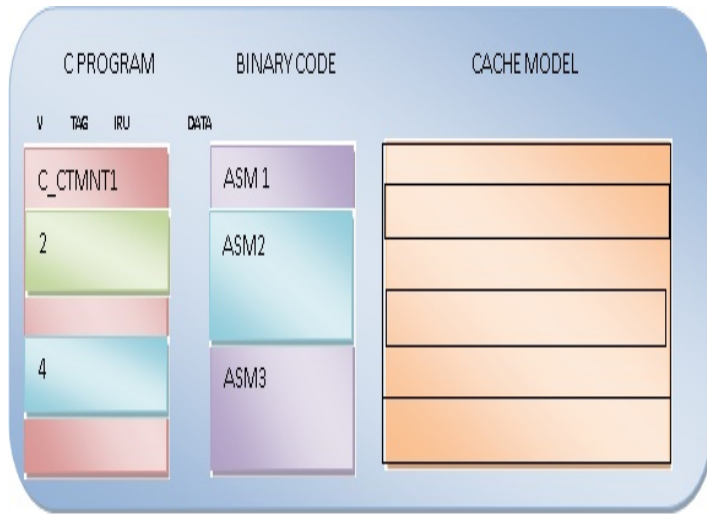 C PROGRAM BINARY CODE CACHE MODEL
V TAG IRU DATA
C_CTMNT1 ASM 1
2 ASM2
4 ASM3